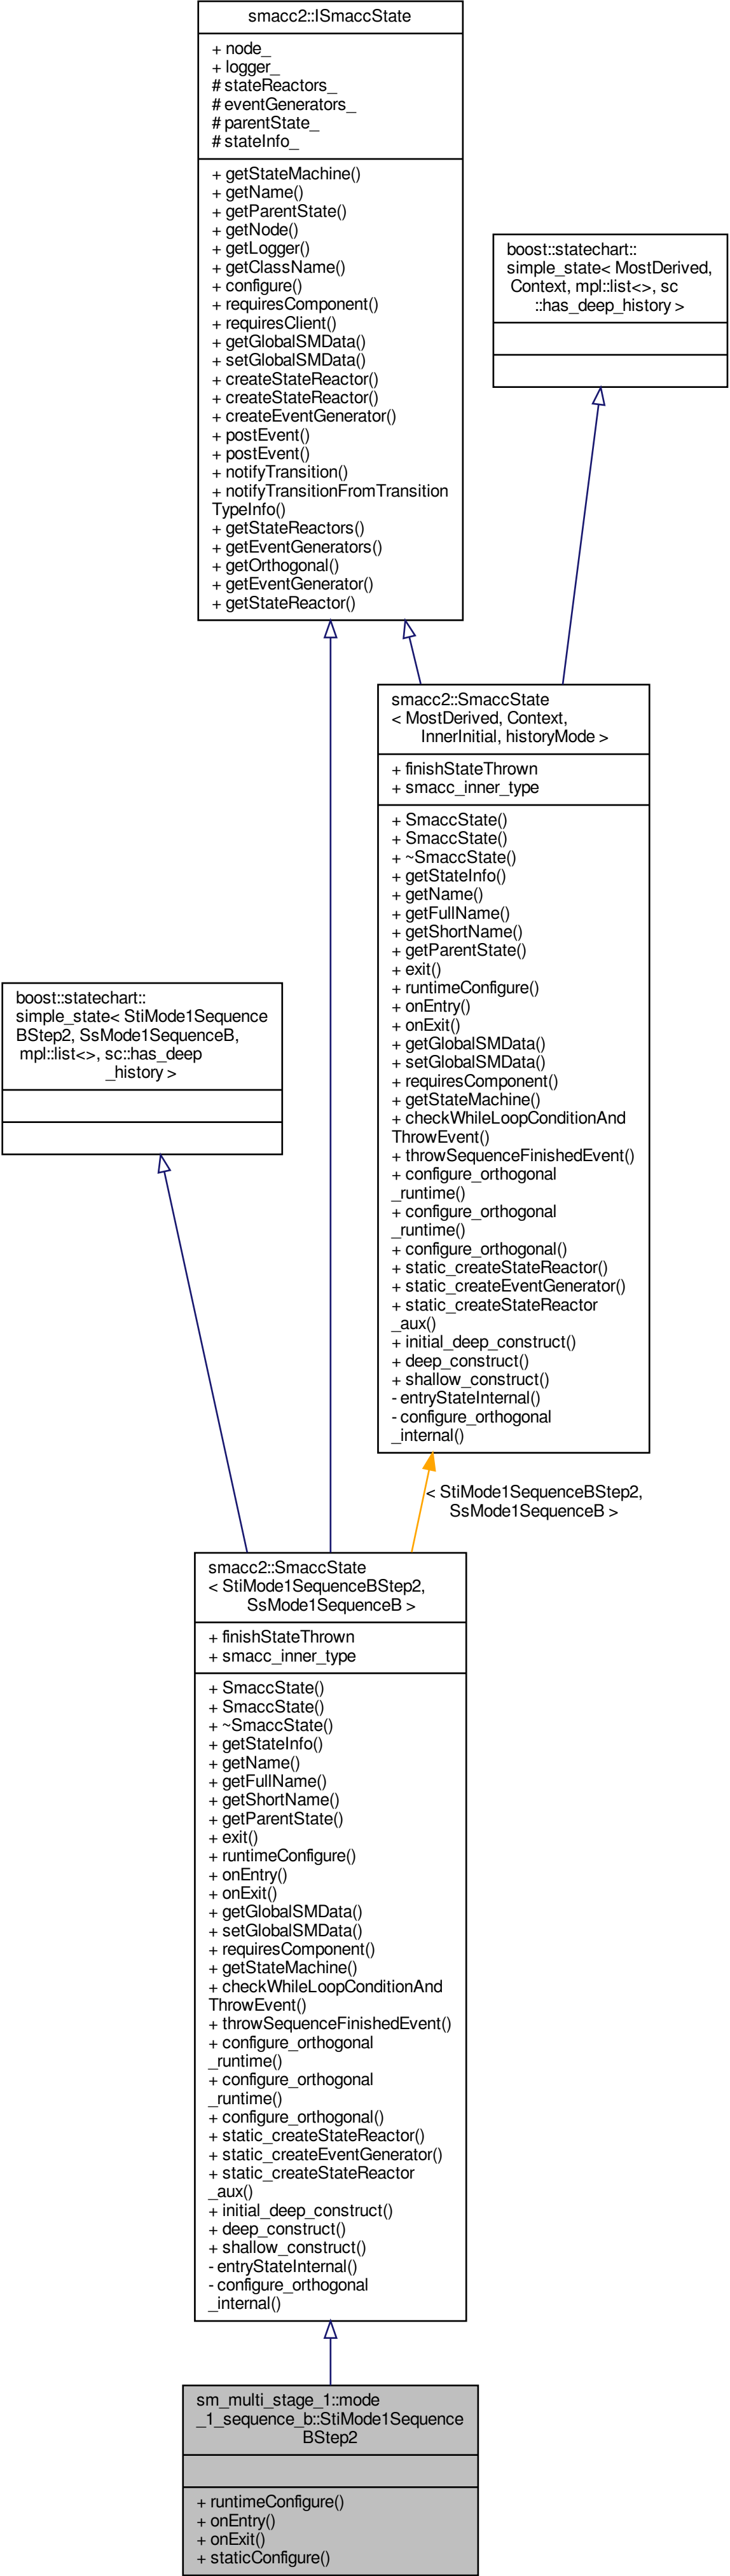 smacc2::ISmaccState
+ node_
+ logger_
# stateReactors_
# eventGenerators_
# parentState_
# stateInfo_
+ getStateMachine()
+ getName()
+ getParentState()
+ getNode()
+ getLogger()
+ getClassName()
+ configure()
+ requiresComponent()
+ requiresClient()
+ getGlobalSMData()
+ setGlobalSMData()
+ createStateReactor()
+ createStateReactor()
+ createEventGenerator()
+ postEvent()
+ postEvent()
+ notifyTransition()
+ notifyTransitionFromTransition
TypeInfo()
+ getStateReactors()
+ getEventGenerators()
+ getOrthogonal()
+ getEventGenerator()
+ getStateReactor()
boost::statechart::
simple_state< MostDerived,
Context, mpl::list<>, sc
::has_deep_history >
smacc2::SmaccState
< MostDerived, Context,
InnerInitial, historyMode >
+ finishStateThrown
+ smacc_inner_type
+ SmaccState()
+ SmaccState()
+ ~SmaccState()
+ getStateInfo()
+ getName()
+ getFullName()
+ getShortName()
+ getParentState()
+ exit()
+ runtimeConfigure()
+ onEntry()
+ onExit()
+ getGlobalSMData()
+ setGlobalSMData()
+ requiresComponent()
+ getStateMachine()
+ checkWhileLoopConditionAnd
ThrowEvent()
+ throwSequenceFinishedEvent()
+ configure_orthogonal
_runtime()
+ configure_orthogonal
_runtime()
+ configure_orthogonal()
+ static_createStateReactor()
+ static_createEventGenerator()
+ static_createStateReactor
_aux()
+ initial_deep_construct()
+ deep_construct()
+ shallow_construct()
- entryStateInternal()
- configure_orthogonal
_internal()
boost::statechart::
simple_state< StiMode1Sequence
BStep2, SsMode1SequenceB,
mpl::list<>, sc::has_deep
_history >
< StiMode1SequenceBStep2,
SsMode1SequenceB >
smacc2::SmaccState
< StiMode1SequenceBStep2,
SsMode1SequenceB >
+ finishStateThrown
+ smacc_inner_type
+ SmaccState()
+ SmaccState()
+ ~SmaccState()
+ getStateInfo()
+ getName()
+ getFullName()
+ getShortName()
+ getParentState()
+ exit()
+ runtimeConfigure()
+ onEntry()
+ onExit()
+ getGlobalSMData()
+ setGlobalSMData()
+ requiresComponent()
+ getStateMachine()
+ checkWhileLoopConditionAnd
ThrowEvent()
+ throwSequenceFinishedEvent()
+ configure_orthogonal
_runtime()
+ configure_orthogonal
_runtime()
+ configure_orthogonal()
+ static_createStateReactor()
+ static_createEventGenerator()
+ static_createStateReactor
_aux()
+ initial_deep_construct()
+ deep_construct()
+ shallow_construct()
- entryStateInternal()
- configure_orthogonal
_internal()
sm_multi_stage_1::mode
_1_sequence_b::StiMode1Sequence
BStep2
+ runtimeConfigure()
+ onEntry()
+ onExit()
+ staticConfigure()